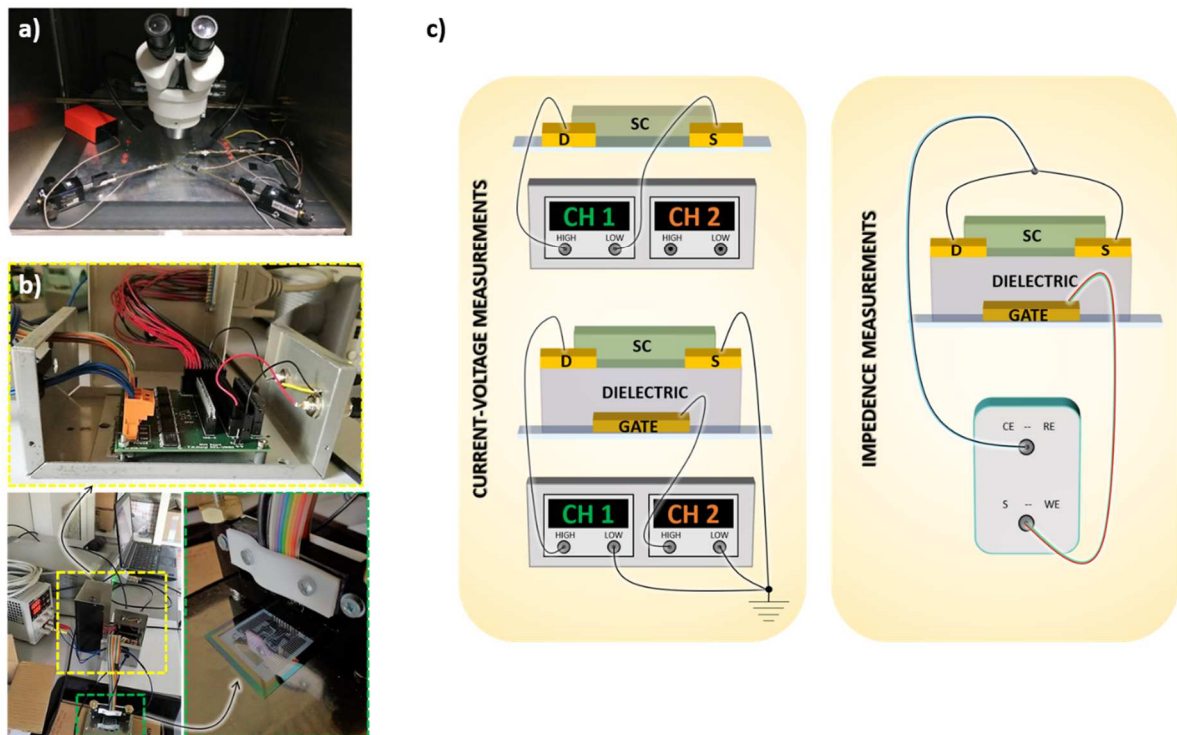 a)
b)
c)
CURRENT-VOLTAGE MEASUREMENTS
SC
D
S
CH 1
CH 2
HIGH
LOW
HIGH
LOW
SC
D
S
DIELECTRIC
GATE
CH 1
CH 2
HIGH
LOW
HIGH
LOW
IMPEDENCE MEASUREMENTS
SC
D
S
DIELECTRIC
GATE
CE -- RE
S -- WE